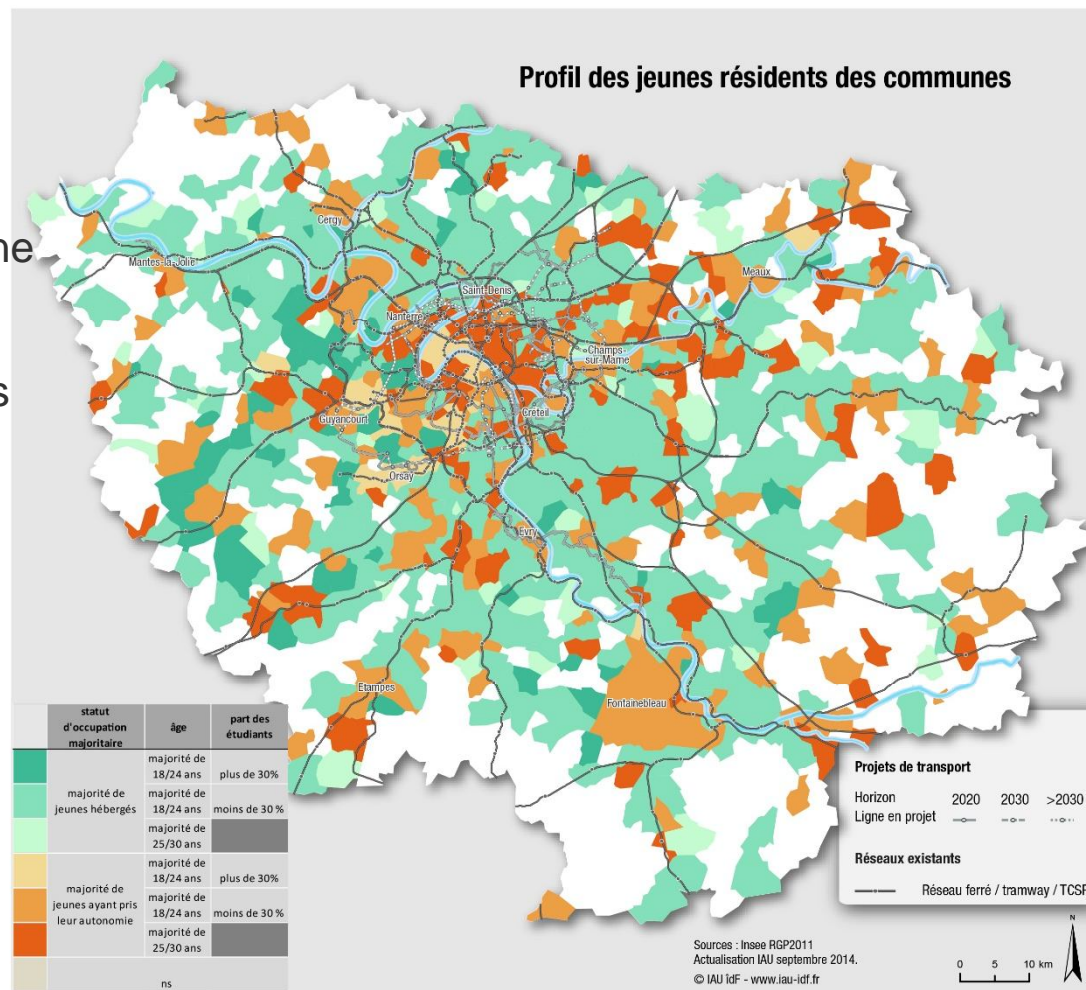 Profil des jeunes résidents des communes
ne
s
Cergy
Mantes-la-Jolie
Saint-Denis
Meaux
Nanterre
Champs
-sur-Marne
Créteil
Guyancourt
Orsay
Evry
Etampes
Fontainebleau
statut d'occupation majoritaire
âge
part des étudiants
majorité de jeunes hébergés
majorité de 18/24 ans
plus de 30%
majorité de 18/24 ans
moins de 30 %
majorité de 25/30 ans
majorité de jeunes ayant pris leur autonomie
majorité de 18/24 ans
plus de 30%
majorité de 18/24 ans
moins de 30 %
majorité de 25/30 ans
ns
Projets de transport
Horizon 2020 2030 >2030
Ligne en projet
Réseaux existants
Réseau ferré / tramway / TCSP
Sources : Insee RGP2011
Actualisation IAU septembre 2014.
© IAU îdF - www.iau-idf.fr
0 5 10 km
N